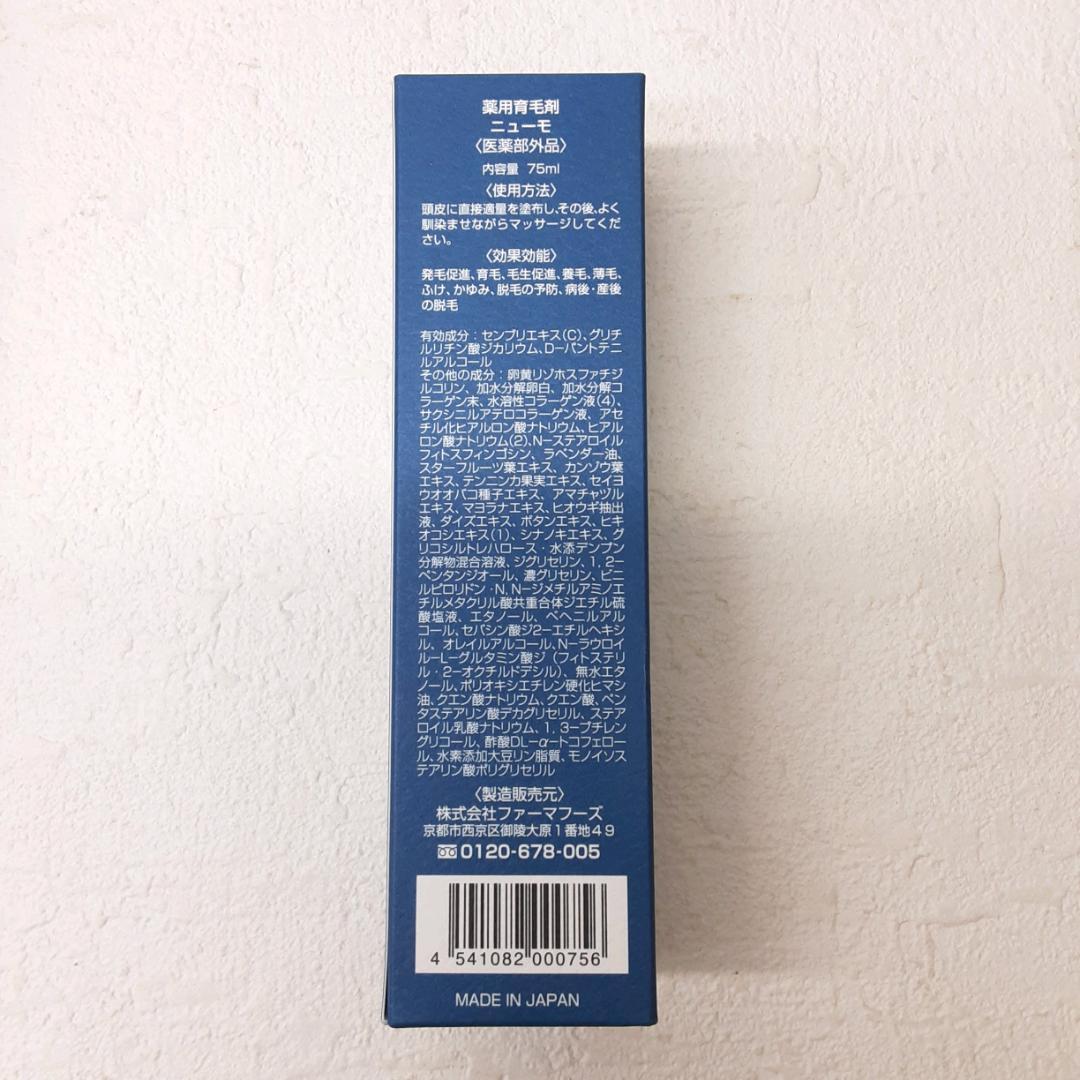 薬用育毛剤
ニューモ
〈医薬部外品〉
内容量 75ml
〈使用方法〉
頭皮に直接適量を塗布し、その後、よく
馴染ませながらマッサージしてくだ
さい。
〈効果効能〉
発毛促進、育毛、毛生促進、養毛、薄毛、
ふけ、かゆみ、脱毛の予防、病後・産後
の脱毛
有効成分：センブリエキス(C)、グリチ
ルリチン酸ジカリウム、D－パントテニ
ルアルコール
その他の成分：卵黄リゾホスファチジ
ルコリン、加水分解卵白、加水分解コ
ラーゲン末、水溶性コラーゲン液(4)、
サクシニルアテロコラーゲン液、アセ
チル化ヒアルロン酸ナトリウム、ヒアル
ロン酸ナトリウム(2)、N－ステアロイル
フィトスフィンゴシン、ラベンダー油、
スターフルーツ葉エキス、カンゾウ葉
エキス、テンニンカ果実エキス、セイヨ
ウオオバコ種子エキス、アマチャヅル
エキス、マヨラナエキス、ヒオウギ抽出
液、ダイズエキス、ボタンエキス、ヒキ
オコシエキス(1)、シナノキエキス、グ
リコシルトレハロース・水添デンプン
分解物混合溶液、ジグリセリン、1, 2－
ペンタンジオール、濃グリセリン、ビニ
ルピロリドン・N, N－ジメチルアミノエ
チルメタクリル酸共重合体ジエチル硫
酸塩液、エタノール、ベヘニルアル
コール、セバシン酸ジ2－エチルヘキシ
ル、オレイルアルコール、N－ラウロイ
ル－L－グルタミン酸ジ（フィトステリ
ル・2－オクチルドデシル）、無水エタ
ノール、ポリオキシエチレン硬化ヒマシ
油、クエン酸ナトリウム、クエン酸、ペン
タステアリン酸デカグリセリル、ステア
ロイル乳酸ナトリウム、1, 3－ブチレン
グリコール、酢酸DL－α－トコフェロー
ル、水素添加大豆リン脂質、モノイソス
テアリン酸ポリグリセリル
〈製造販売元〉
株式会社ファーマフーズ
京都市西京区御陵大原1番地49
0120-678-005
4 541082 000756
MADE IN JAPAN